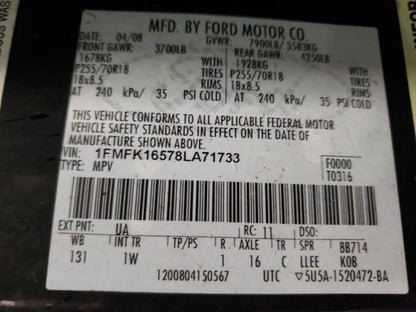 MFD. BY FORD MOTOR CO.
DATE: 04/08 GVWR: 7900LB/ 3583KG
FRONT GAWR: 3700LB REAR GAWR: 4250LB
1678KG 1928KG
P255/70R18 TIRES P255/70R18 TIRES
18x8.5 RIMS 18x8.5 RIMS
AT 240 kPa/ 35 PSI COLD AT 240 kPa/ 35 PSI COLD
THIS VEHICLE CONFORMS TO ALL APPLICABLE FEDERAL MOTOR
VEHICLE SAFETY STANDARDS IN EFFECT ON THE DATE OF
MANUFACTURE SHOWN ABOVE.
VIN: 1FMFK16578LA71733 F0000
TYPE: MPV T0316
EXT PNT: UA RC: 11 DSO:
WB INT TR TP/PS R AXLE TR SPR 8B714
131 1W 1 16 C LLEE KOB
1200804150567 UTC ▽5U5A-1520472-BA